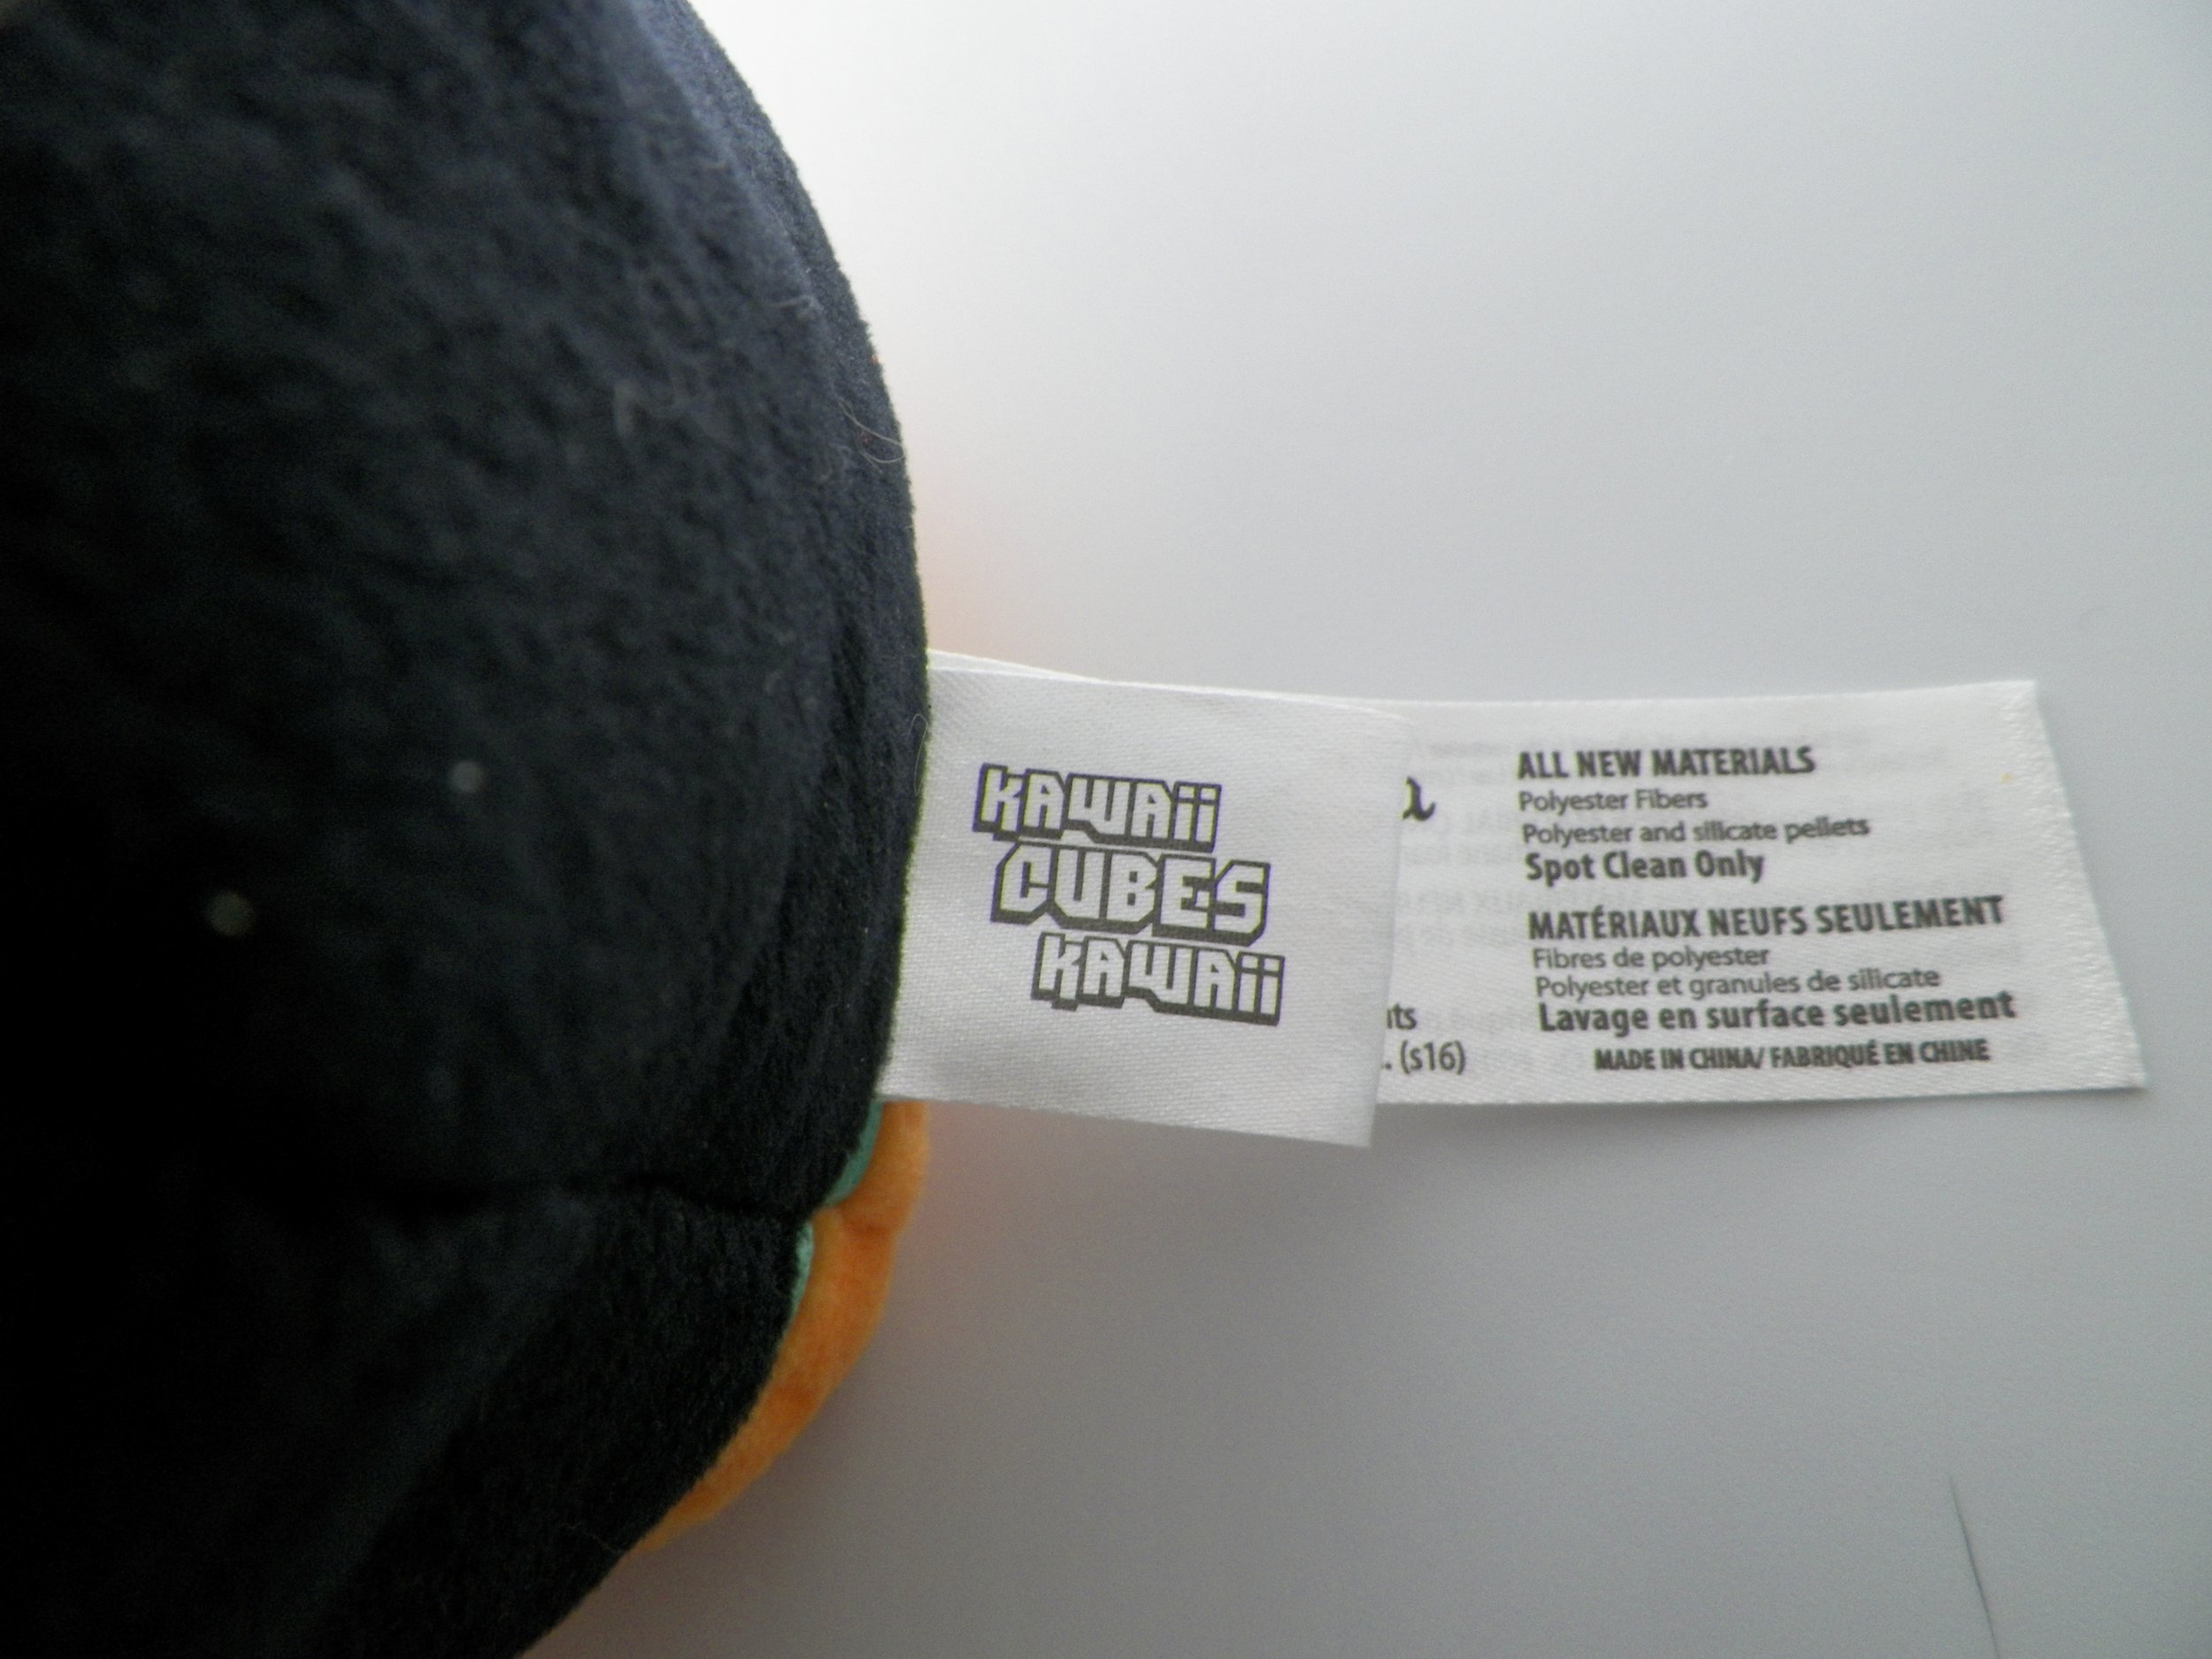 KAWAII
CUBES
KAWAII
ts
. (s16)
ALL NEW MATERIALS
Polyester Fibers
Polyester and silicate pellets
Spot Clean Only
MATÉRIAUX NEUFS SEULEMENT
Fibres de polyester
Polyester et granules de silicate
Lavage en surface seulement
MADE IN CHINA/ FABRIQUÉ EN CHINE